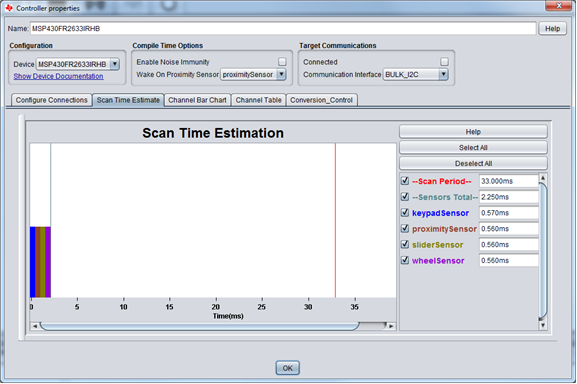 Controller properties
Name: MSP430FR2633IRHB Help
Configuration
Device MSP430FR2633IRHB
Show Device Documentation
Compile Time Options
Enable Noise Immunity
Wake On Proximity Sensor proximitySensor
Target Communications
Connected
Communication Interface BULK_I2C
Configure Connections Scan Time Estimate Channel Bar Chart Channel Table Conversion_Control
Scan Time Estimation
0 5 10 15 20 25 30 35
Time(ms)
Help
Select All
Deselect All
--Scan Period-- 33.000ms
--Sensors Total-- 2.250ms
keypadSensor 0.570ms
proximitySensor 0.560ms
sliderSensor 0.560ms
wheelSensor 0.560ms
OK